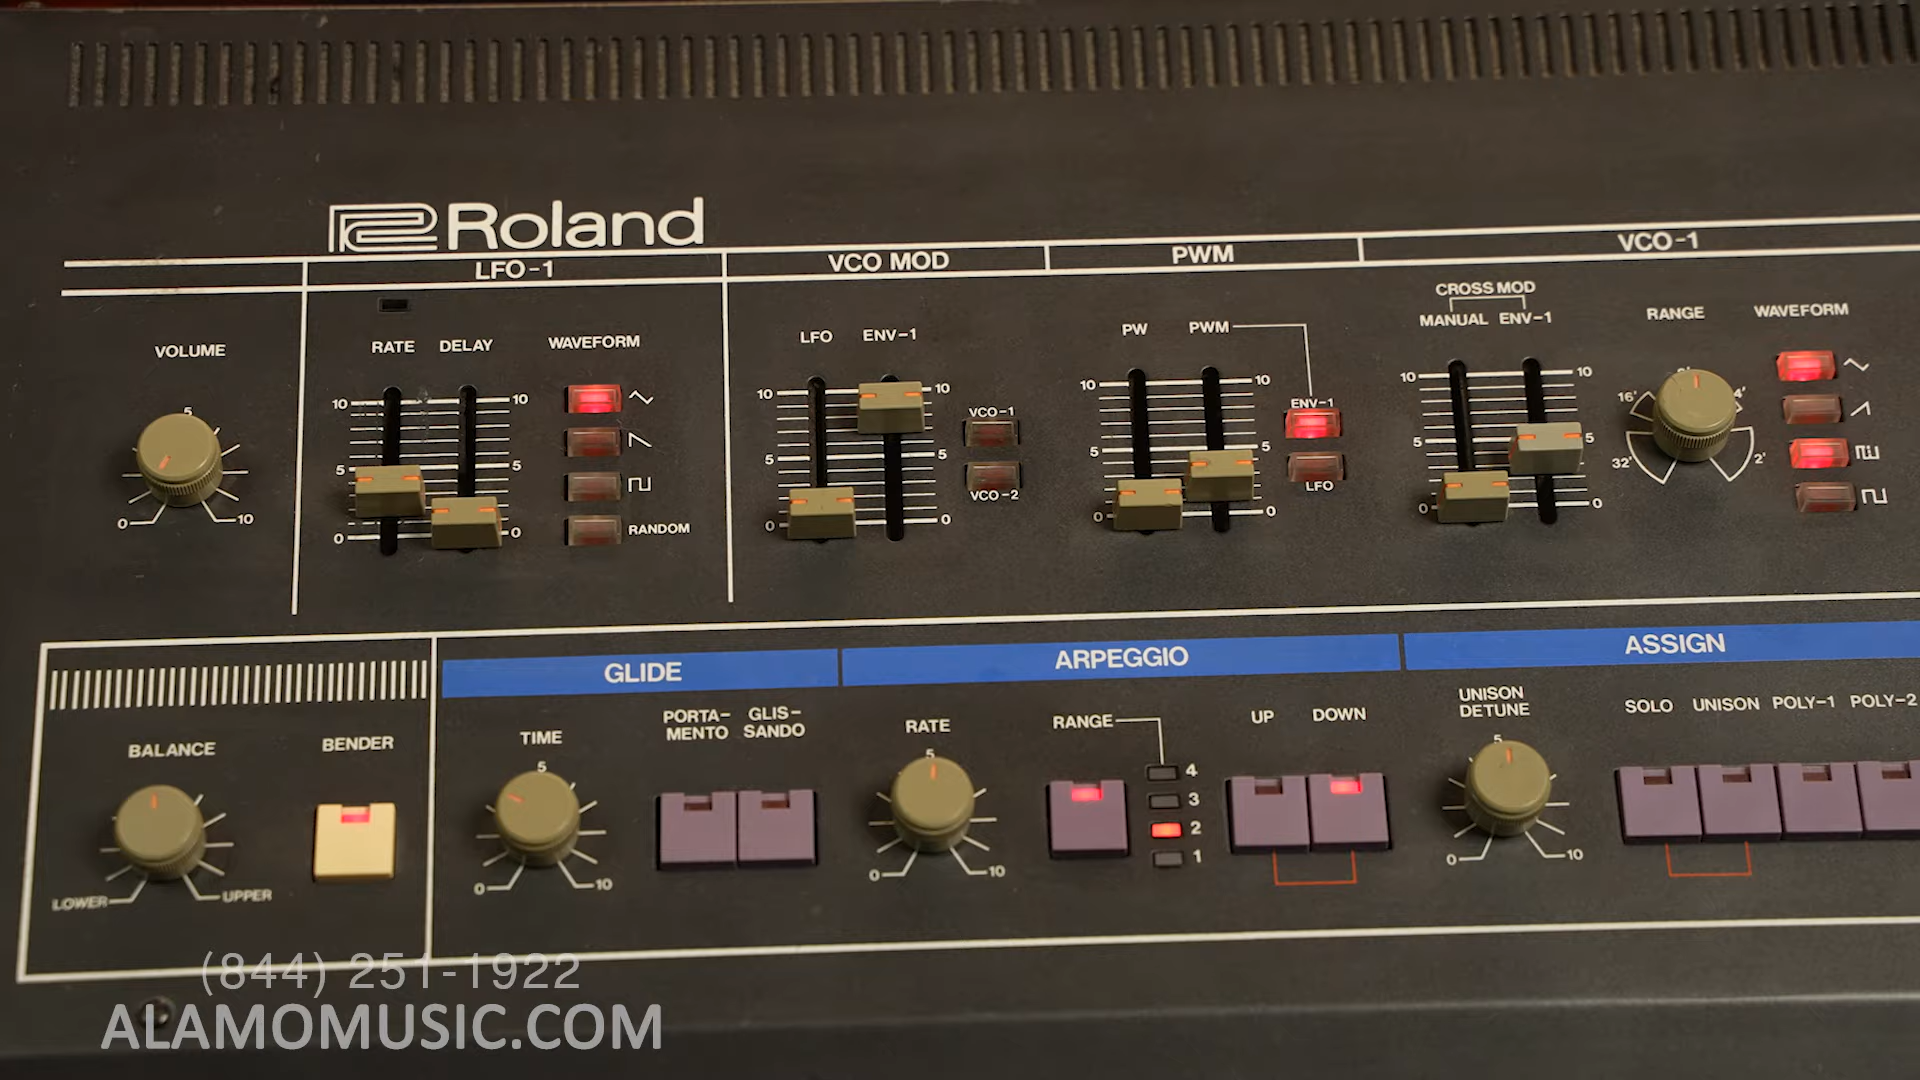 Roland
LFO-1
VCO MOD
PWM
VCO-1
VOLUME
5
0
10
RATE
DELAY
10
10
5
5
0
0
WAVEFORM
RANDOM
LFO
ENV-1
10
10
5
5
0
0
VCO-1
VCO-2
PW
PWM
10
10
5
0
0
ENV-1
LFO
CROSS MOD
MANUAL ENV-1
10
10
5
5
0
0
RANGE
16'
4'
32'
2'
WAVEFORM
BALANCE
LOWER
UPPER
BENDER
GLIDE
TIME
5
0
10
PORTA-
MENTO
GLIS-
SANDO
ARPEGGIO
RATE
5
0
10
RANGE
4
3
2
1
UP
DOWN
ASSIGN
UNISON
DETUNE
5
0
10
SOLO
UNISON
POLY-1
POLY-2
(844) 251-1922
ALAMOMUSIC.COM